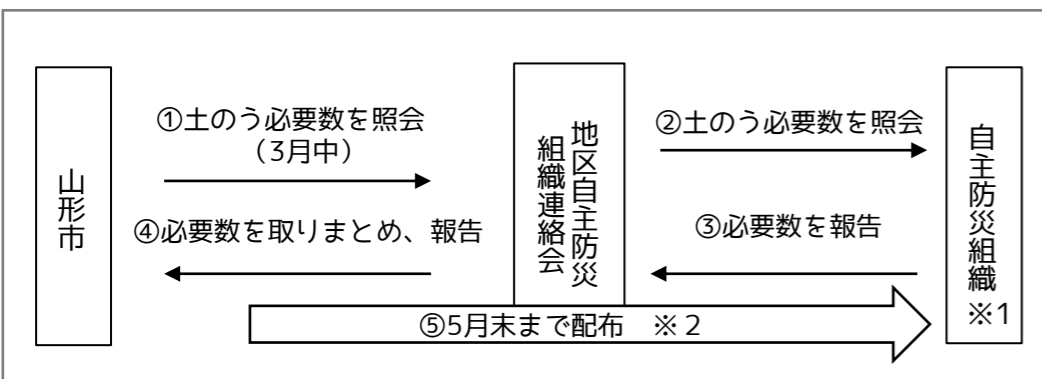 山形市
①土のう必要数を照会
（3月中）
④必要数を取りまとめ、報告
地区自主防災
組織連絡会
②土のう必要数を照会
③必要数を報告
自主防災組織
※1
⑤5月末まで配布　※２